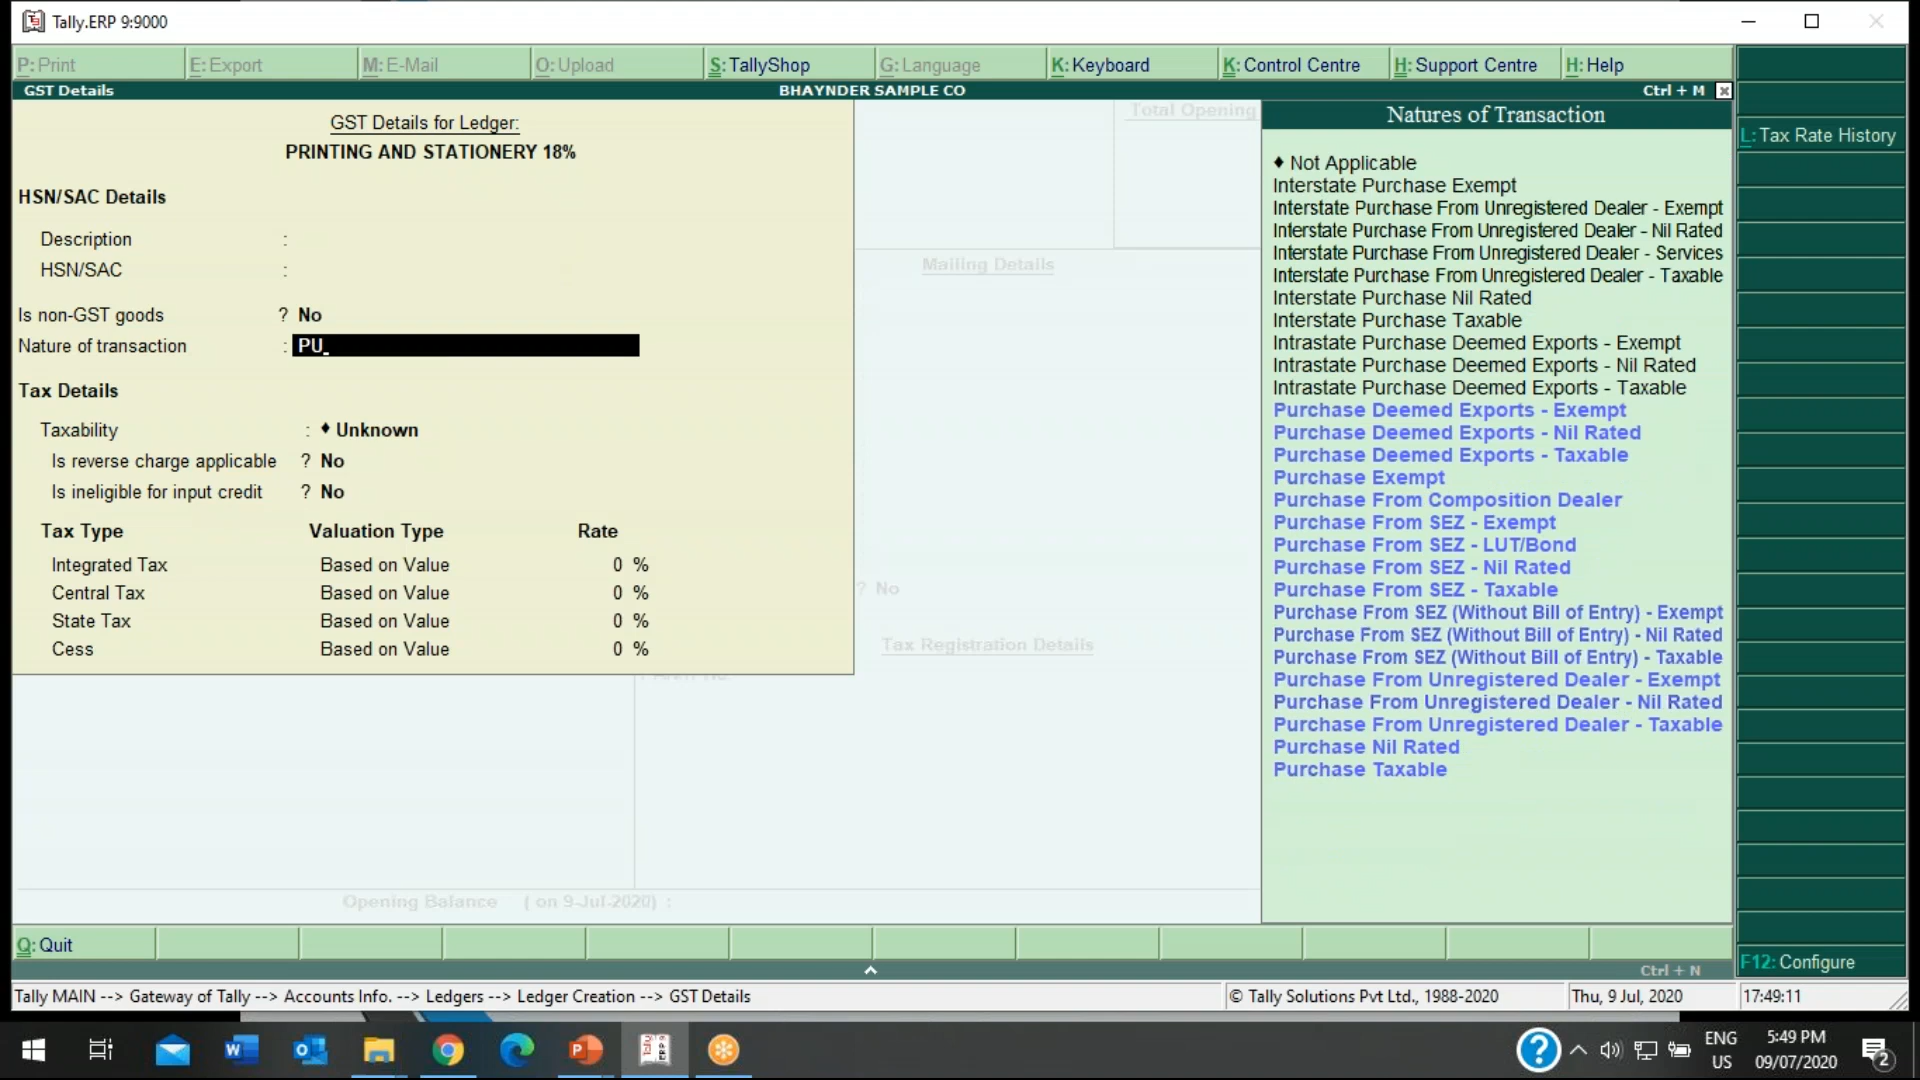 Tally.ERP 9:9000
P: Print
E: Export
M: E-Mail
O: Upload
S: TallyShop
G: Language
K: Keyboard
K: Control Centre
H: Support Centre
H: Help
GST Details
BHAYNDER SAMPLE CO
Ctrl + M
GST Details for Ledger:
PRINTING AND STATIONERY 18%
HSN/SAC Details
Description :
HSN/SAC :
Is non-GST goods ? No
Nature of transaction : PU
Tax Details
Taxability : ♦ Unknown
Is reverse charge applicable ? No
Is ineligible for input credit ? No
Tax Type Valuation Type Rate
Integrated Tax Based on Value 0 %
Central Tax Based on Value 0 %
State Tax Based on Value 0 %
Cess Based on Value 0 %
Total Opening
Mailing Details
? No
Tax Registration Details
Opening Balance ( on 9-Jul-2020) :
Natures of Transaction
♦ Not Applicable
Interstate Purchase Exempt
Interstate Purchase From Unregistered Dealer - Exempt
Interstate Purchase From Unregistered Dealer - Nil Rated
Interstate Purchase From Unregistered Dealer - Services
Interstate Purchase From Unregistered Dealer - Taxable
Interstate Purchase Nil Rated
Interstate Purchase Taxable
Intrastate Purchase Deemed Exports - Exempt
Intrastate Purchase Deemed Exports - Nil Rated
Intrastate Purchase Deemed Exports - Taxable
Purchase Deemed Exports - Exempt
Purchase Deemed Exports - Nil Rated
Purchase Deemed Exports - Taxable
Purchase Exempt
Purchase From Composition Dealer
Purchase From SEZ - Exempt
Purchase From SEZ - LUT/Bond
Purchase From SEZ - Nil Rated
Purchase From SEZ - Taxable
Purchase From SEZ (Without Bill of Entry) - Exempt
Purchase From SEZ (Without Bill of Entry) - Nil Rated
Purchase From SEZ (Without Bill of Entry) - Taxable
Purchase From Unregistered Dealer - Exempt
Purchase From Unregistered Dealer - Nil Rated
Purchase From Unregistered Dealer - Taxable
Purchase Nil Rated
Purchase Taxable
L: Tax Rate History
F12: Configure
Q: Quit
Ctrl + N
Tally MAIN --> Gateway of Tally --> Accounts Info. --> Ledgers --> Ledger Creation --> GST Details
© Tally Solutions Pvt Ltd., 1988-2020
Thu, 9 Jul, 2020
17:49:11
ENG
US
5:49 PM
09/07/2020
2